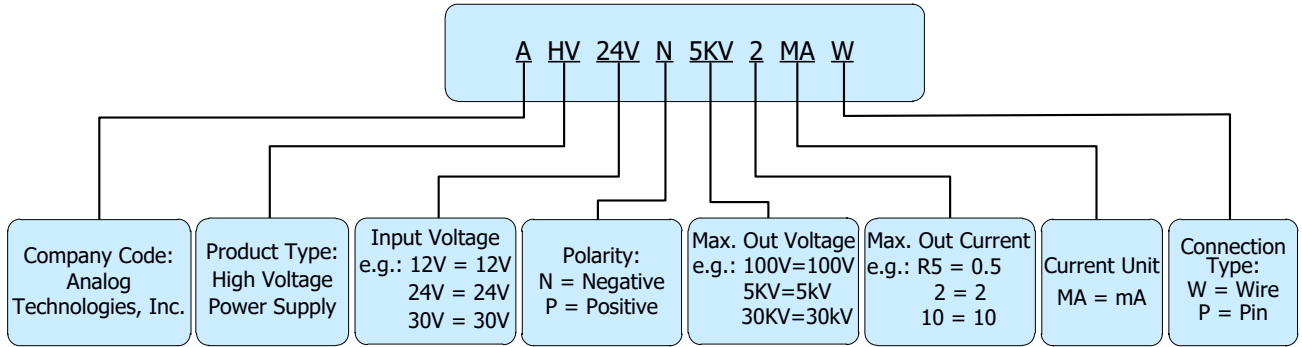 A HV 24V N 5KV 2 MA W
Company Code:
Analog
Technologies, Inc.
Product Type:
High Voltage
Power Supply
Input Voltage
e.g.: 12V = 12V
24V = 24V
30V = 30V
Polarity:
N = Negative
P = Positive
Max. Out Voltage
e.g.: 100V=100V
5KV=5kV
30KV=30kV
Max. Out Current
e.g.: R5 = 0.5
2 = 2
10 = 10
Current Unit
MA = mA
Connection
Type:
W = Wire
P = Pin